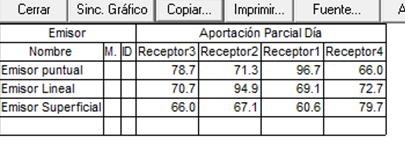 Cerrar Sinc. Gráfico Copiar... Imprimir... Fuente...
Emisor Aportación Parcial Día
Nombre M. ID Receptor3 Receptor2 Receptor1 Receptor4
Emisor puntual 78.7 71.3 96.7 66.0
Emisor Lineal 70.7 94.9 69.1 72.7
Emisor Superficial 66.0 67.1 60.6 79.7